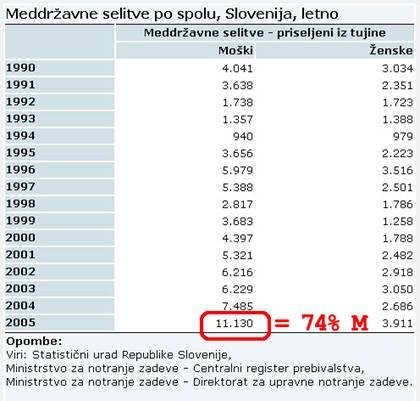 Meddržavne selitve po spolu, Slovenija, letno
Meddržavne selitve - priseljeni iz tujine
Moški Ženske
1990 4.041 3.034
1991 3.638 2.351
1992 1.738 1.723
1993 1.357 1.388
1994 940 979
1995 3.656 2.223
1996 5.979 3.516
1997 5.388 2.501
1998 2.817 1.786
1999 3.683 1.258
2000 4.397 1.788
2001 5.321 2.482
2002 6.216 2.918
2003 6.229 3.050
2004 7.485 2.686
2005 11.130 = 74% M 3.911
Opombe:
Viri: Statistični urad Republike Slovenije,
Ministrstvo za notranje zadeve - Centralni register prebivalstva,
Ministrstvo za notranje zadeve - Direktorat za upravne notranje zadeve.